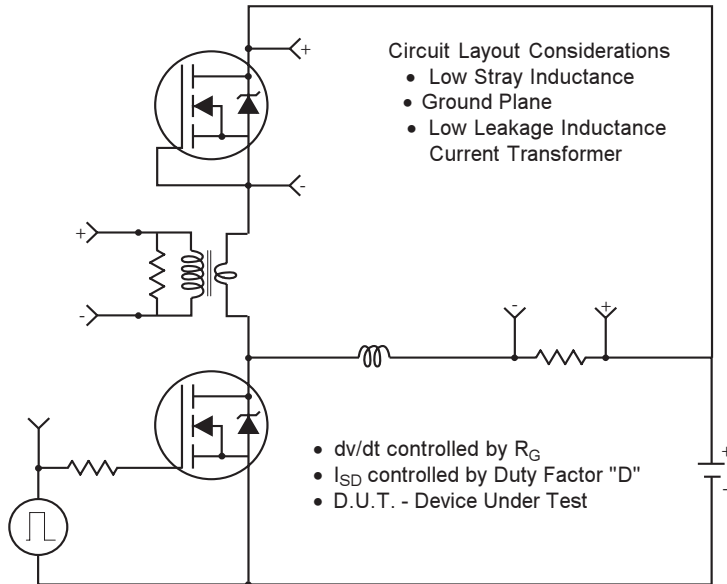 +
Circuit Layout Considerations
• Low Stray Inductance
• Ground Plane
• Low Leakage Inductance
Current Transformer
-
+
-
-
+
+
-
• dv/dt controlled by RG
• ISD controlled by Duty Factor "D"
• D.U.T. - Device Under Test